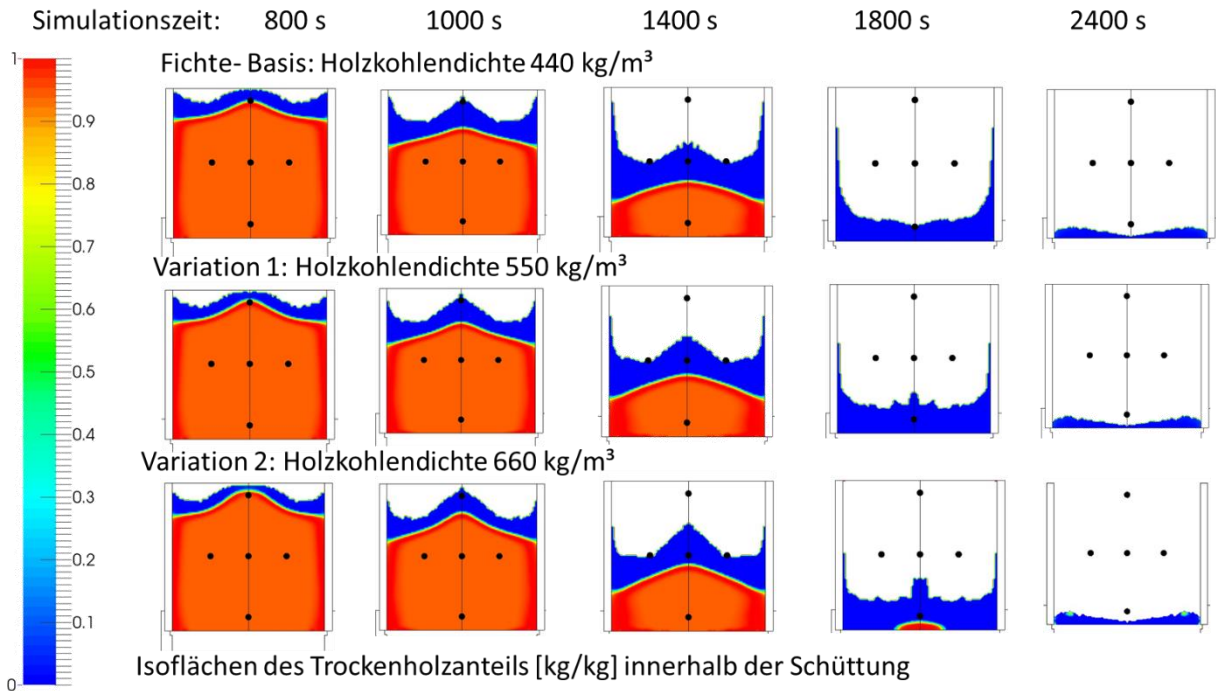 Simulationszeit: 800 s 1000 s 1400 s 1800 s 2400 s
Fichte- Basis: Holzkohlendichte 440 kg/m³
Variation 1: Holzkohlendichte 550 kg/m³
Variation 2: Holzkohlendichte 660 kg/m³
Isoflächen des Trockenholzanteils [kg/kg] innerhalb der Schüttung
1
0.9
0.8
0.7
0.6
0.5
0.4
0.3
0.2
0.1
0